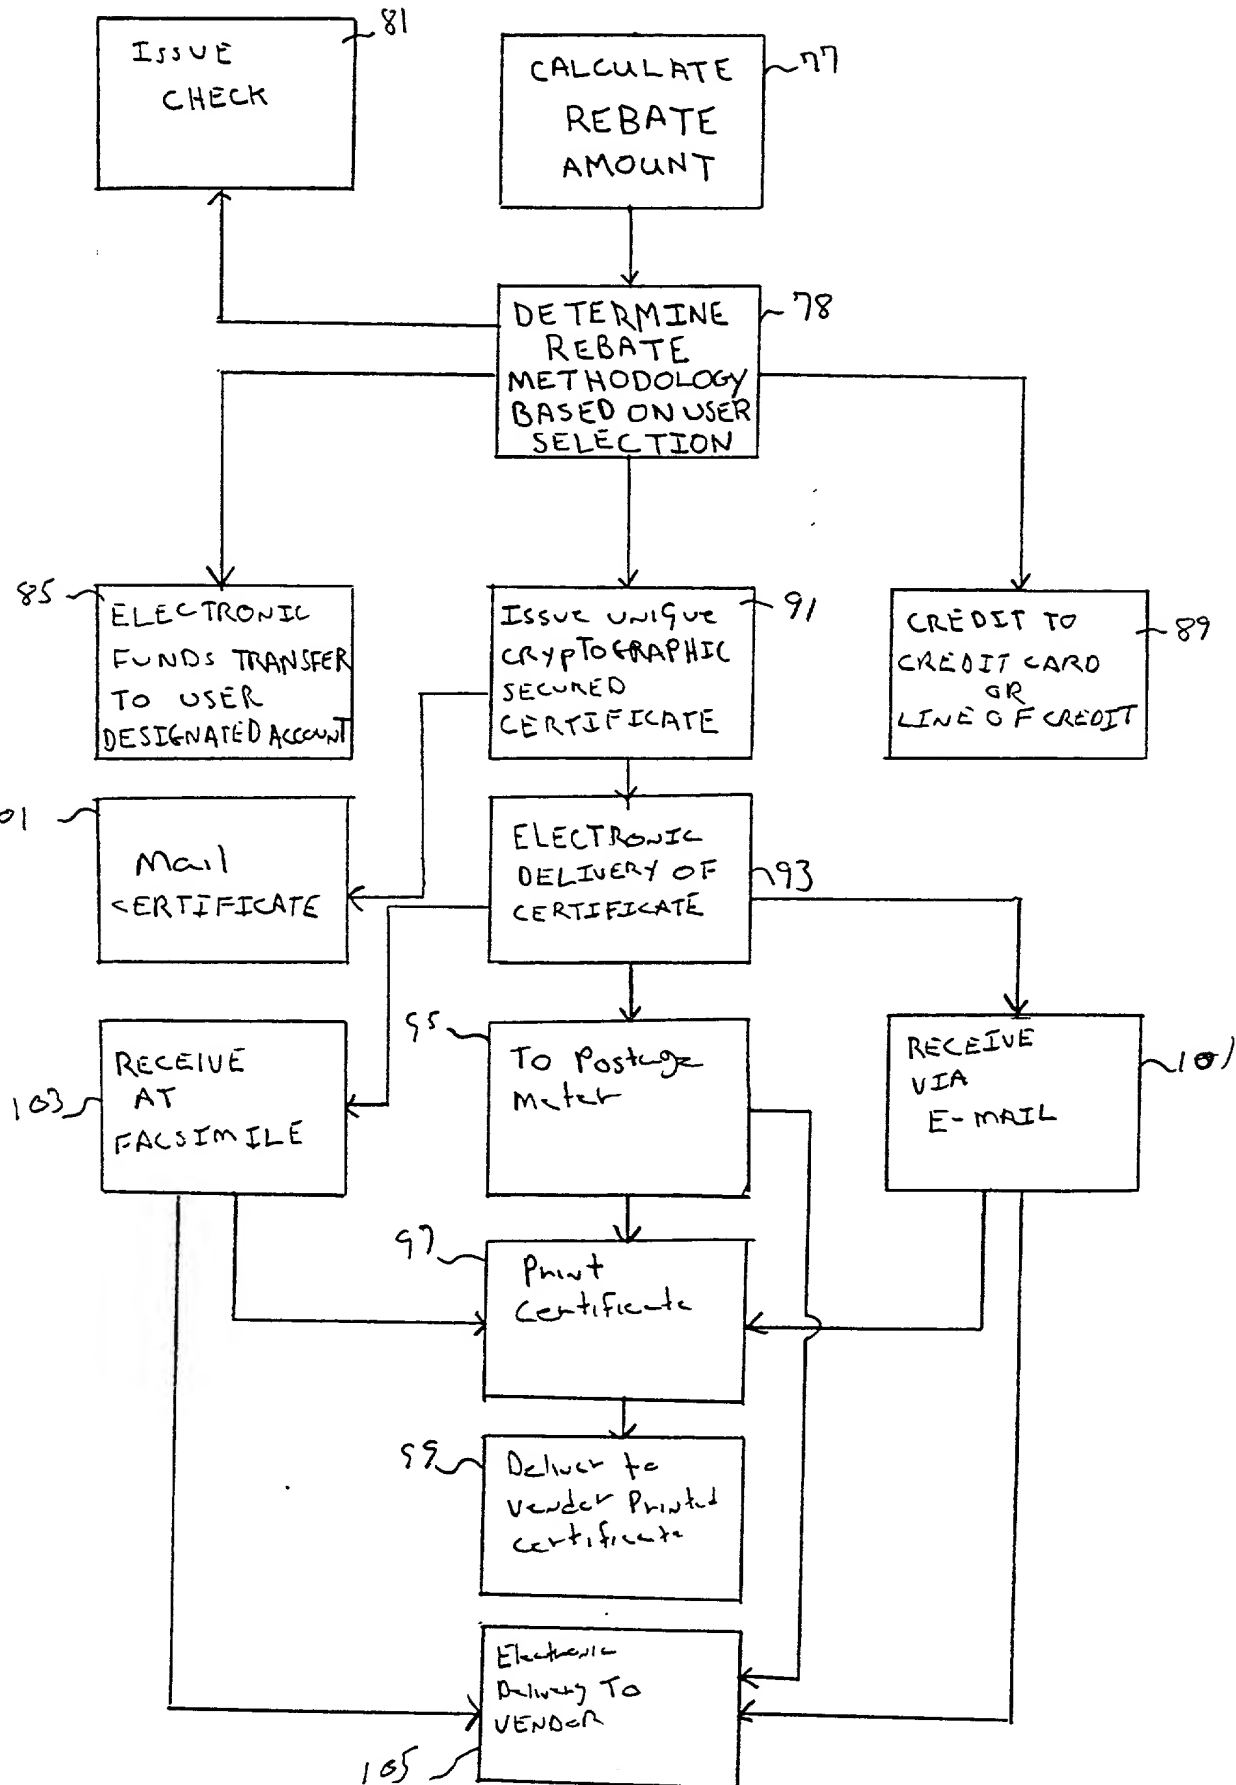 81
ISSUE
CHECK
77
CALCULATE
REBATE
AMOUNT
78
DETERMINE
REBATE
METHODOLOGY
BASED ON USER
SELECTION
85
ELECTRONIC
FUNDS TRANSFER
TO USER
DESIGNATED ACCOUNT
91
ISSUE UNIQUE
CRYPTOGRAPHIC
SECURED
CERTIFICATE
89
CREDIT TO
CREDIT CARD
OR
LINE OF CREDIT
01
Mail
CERTIFICATE
93
ELECTRONIC
DELIVERY OF
CERTIFICATE
103
RECEIVE
AT
FACSIMILE
95
To Postage
Meter
101
RECEIVE
VIA
E-MAIL
97
Print
Certificate
99
Deliver to
Vender Printed
Certificate
Electronic
Delivery To
VENDOR
105